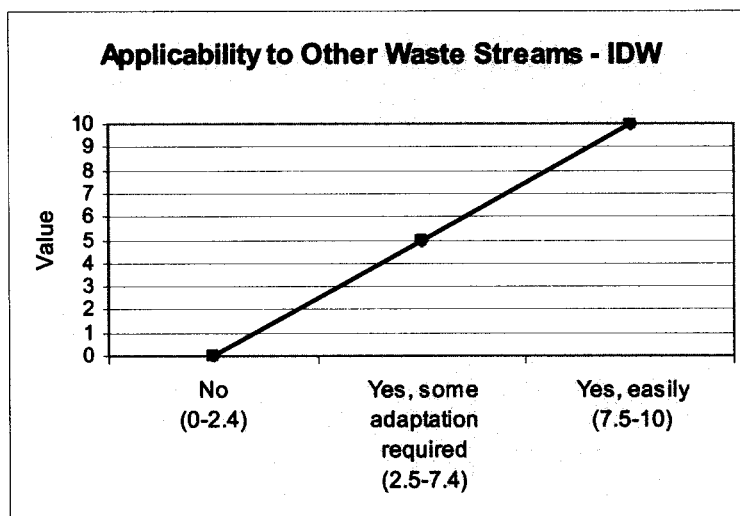 Applicability to Other Waste Streams - IDW
Value
10
9
8
7
6
5
4
3
2
1
0
No
(0-2.4)
Yes, some
adaptation
required
(2.5-7.4)
Yes, easily
(7.5-10)